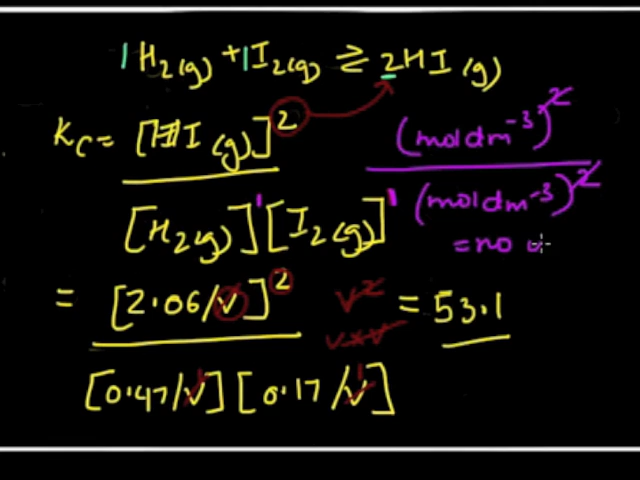 1H₂(g) + 1I₂(g) ⇄ 2HI (g)
Kc = [HI (g)]² / [H₂(g)]¹[I₂(g)]¹
(mol dm⁻³)² / (mol dm⁻³)²
= no
= [2.06/V]² / [0.47/V][0.17/V] = 53.1
V²
V×V